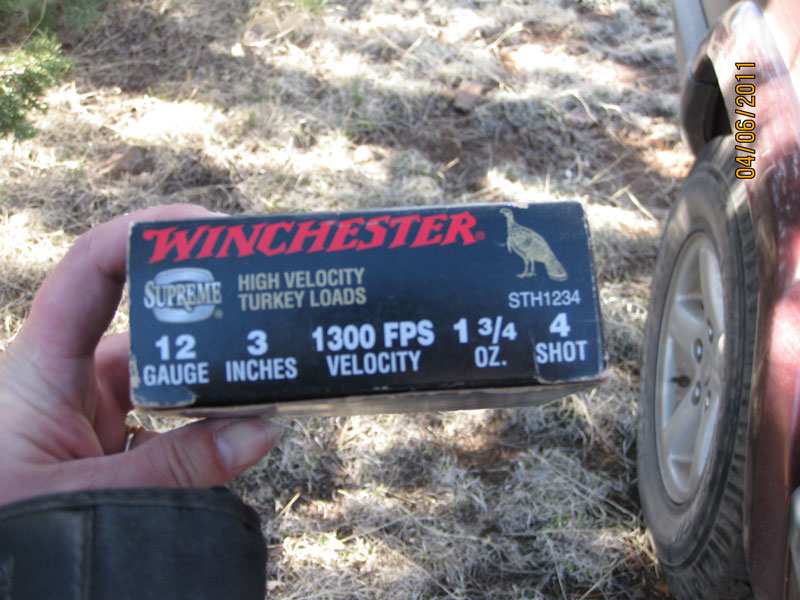 WINCHESTER®
SUPREME®
HIGH VELOCITY
TURKEY LOADS
STH1234
12
GAUGE
3
INCHES
1300 FPS
VELOCITY
1 3/4
OZ.
4
SHOT
04/06/2011